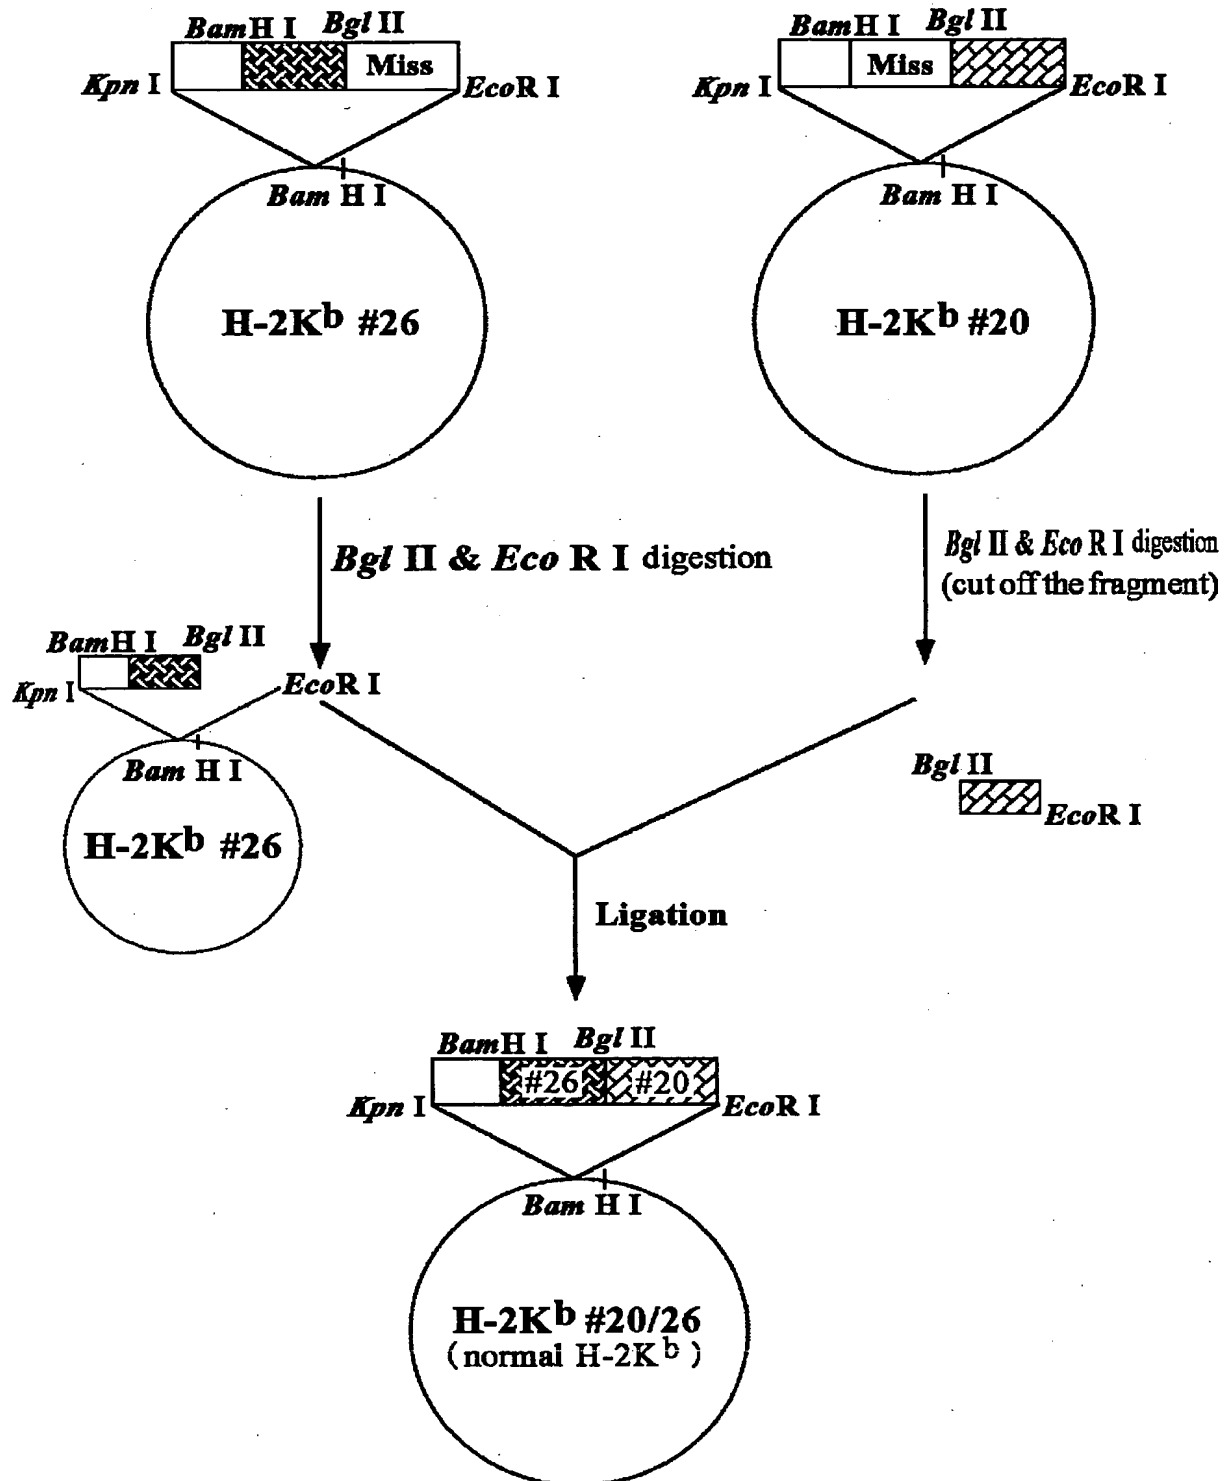 BamH I Bgl II
Miss
Kpn I EcoR I
Bam H I
H-2Kb #26
BamH I Bgl II
Miss
Kpn I EcoR I
Bam H I
H-2Kb #20
Bgl II & Eco R I digestion
Bgl II & Eco R I digestion
(cut off the fragment)
BamH I Bgl II
Kpn I EcoR I
Bam H I
H-2Kb #26
Bgl II
EcoR I
Ligation
BamH I Bgl II
#26 #20
Kpn I EcoR I
Bam H I
H-2Kb #20/26
(normal H-2Kb)